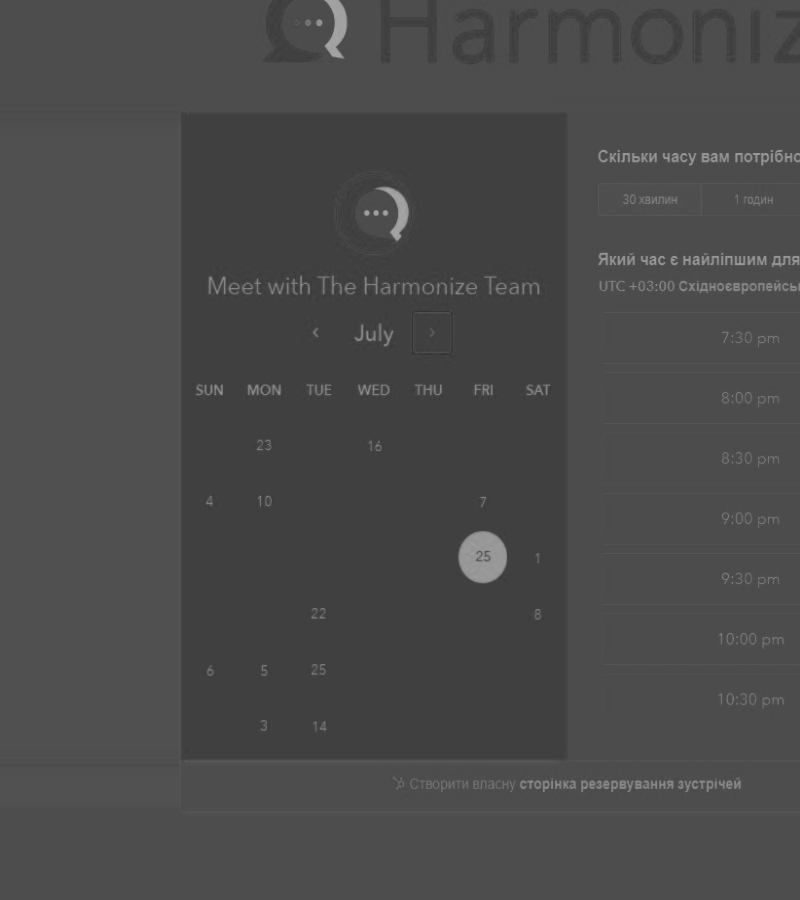 Harmoniz
Скільки часу вам потрібно
30 хвилин 1 годин
Який час є найліпшим для
UTC +03:00 Східноєвропейсь
Meet with The Harmonize Team
‹ July ›
SUN MON TUE WED THU FRI SAT
23 16
4 10 7
25 1
22 8
6 5 25
3 14
7:30 pm
8:00 pm
8:30 pm
9:00 pm
9:30 pm
10:00 pm
10:30 pm
Створити власну сторінка резервування зустрічей